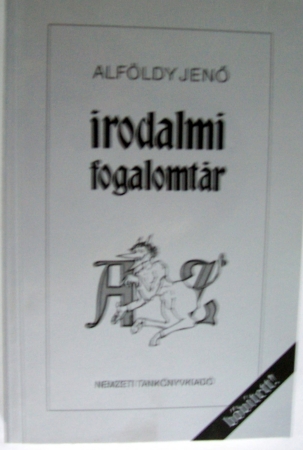 ALFÖLDY JENŐ
irodalmi
fogalomtár
A Z
NEMZETI TANKÖNYVKIADÓ
bővített!